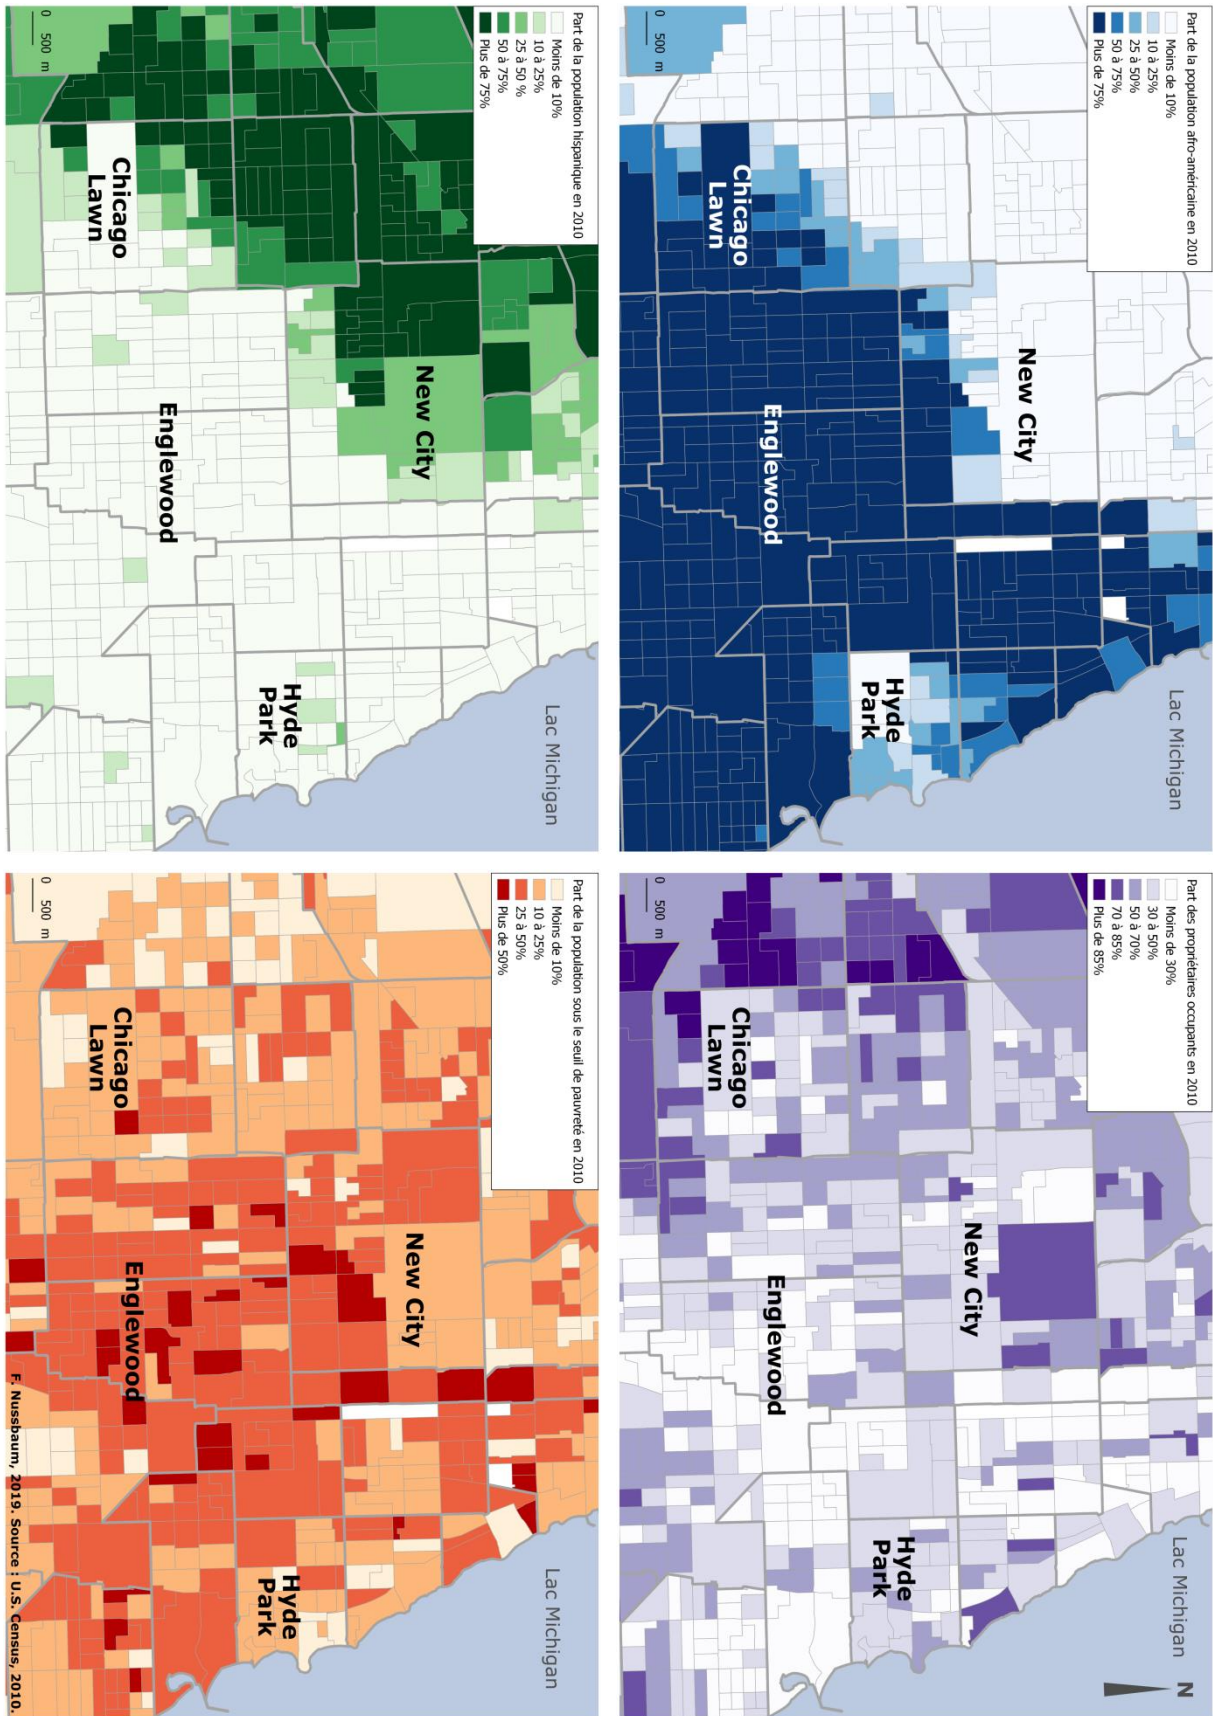 Part de la population afro-américaine en 2010
Moins de 10%
10 à 25%
25 à 50%
50 à 75%
Plus de 75%
Lac Michigan
New City
Hyde
Park
Englewood
Chicago
Lawn
0 500 m
Part des propriétaires occupants en 2010
Moins de 30%
30 à 50%
50 à 70%
70 à 85%
Plus de 85%
N
Lac Michigan
New City
Hyde
Park
Englewood
Chicago
Lawn
0 500 m
Part de la population hispanique en 2010
Moins de 10%
10 à 25%
25 à 50 %
50 à 75%
Plus de 75%
Lac Michigan
New City
Hyde
Park
Englewood
Chicago
Lawn
0 500 m
Part de la population sous le seuil de pauvreté en 2010
Moins de 10%
10 à 25%
25 à 50%
Plus de 50%
Lac Michigan
New City
Hyde
Park
Englewood
Chicago
Lawn
0 500 m
F. Nussbaum, 2019. Source : U.S. Census, 2010.